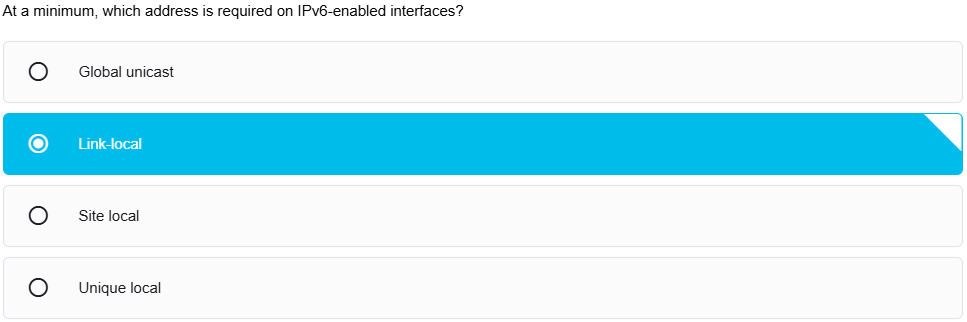 At a minimum, which address is required on IPv6-enabled interfaces?
Global unicast
Link-local
Site local
Unique local